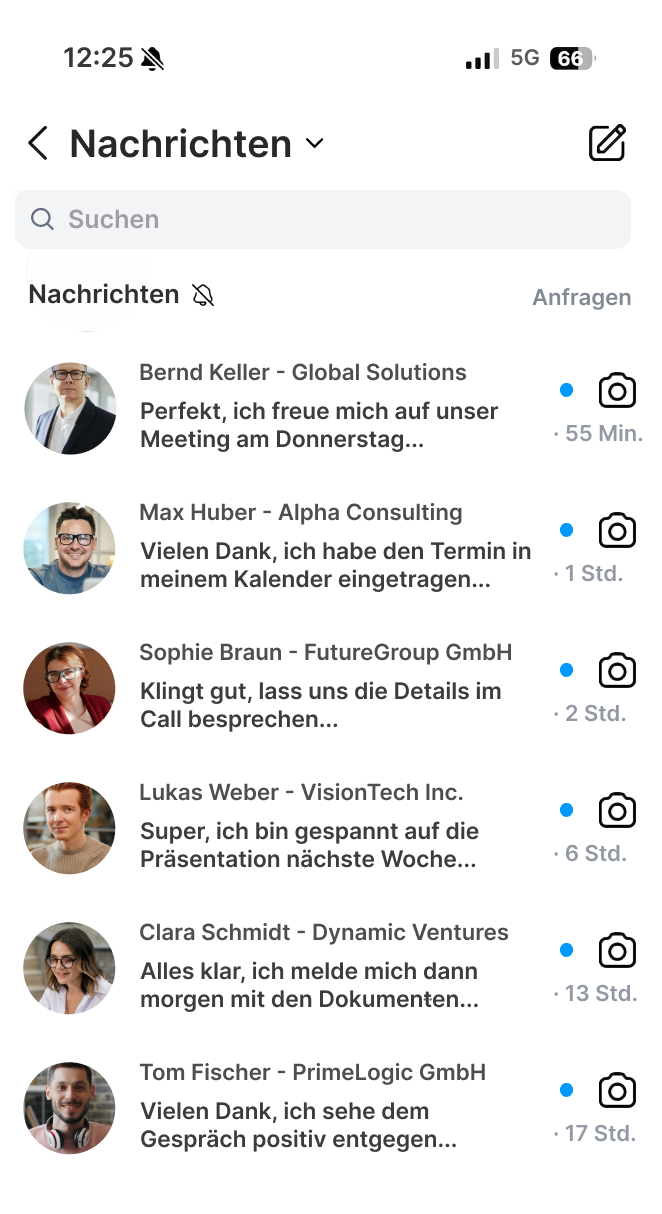 12:25 5G 66
Nachrichten
Suchen
Nachrichten Anfragen
Bernd Keller - Global Solutions
Perfekt, ich freue mich auf unser
Meeting am Donnerstag...
· 55 Min.
Max Huber - Alpha Consulting
Vielen Dank, ich habe den Termin in
meinem Kalender eingetragen...
· 1 Std.
Sophie Braun - FutureGroup GmbH
Klingt gut, lass uns die Details im
Call besprechen...
· 2 Std.
Lukas Weber - VisionTech Inc.
Super, ich bin gespannt auf die
Präsentation nächste Woche...
· 6 Std.
Clara Schmidt - Dynamic Ventures
Alles klar, ich melde mich dann
morgen mit den Dokumenten...
· 13 Std.
Tom Fischer - PrimeLogic GmbH
Vielen Dank, ich sehe dem
Gespräch positiv entgegen...
· 17 Std.